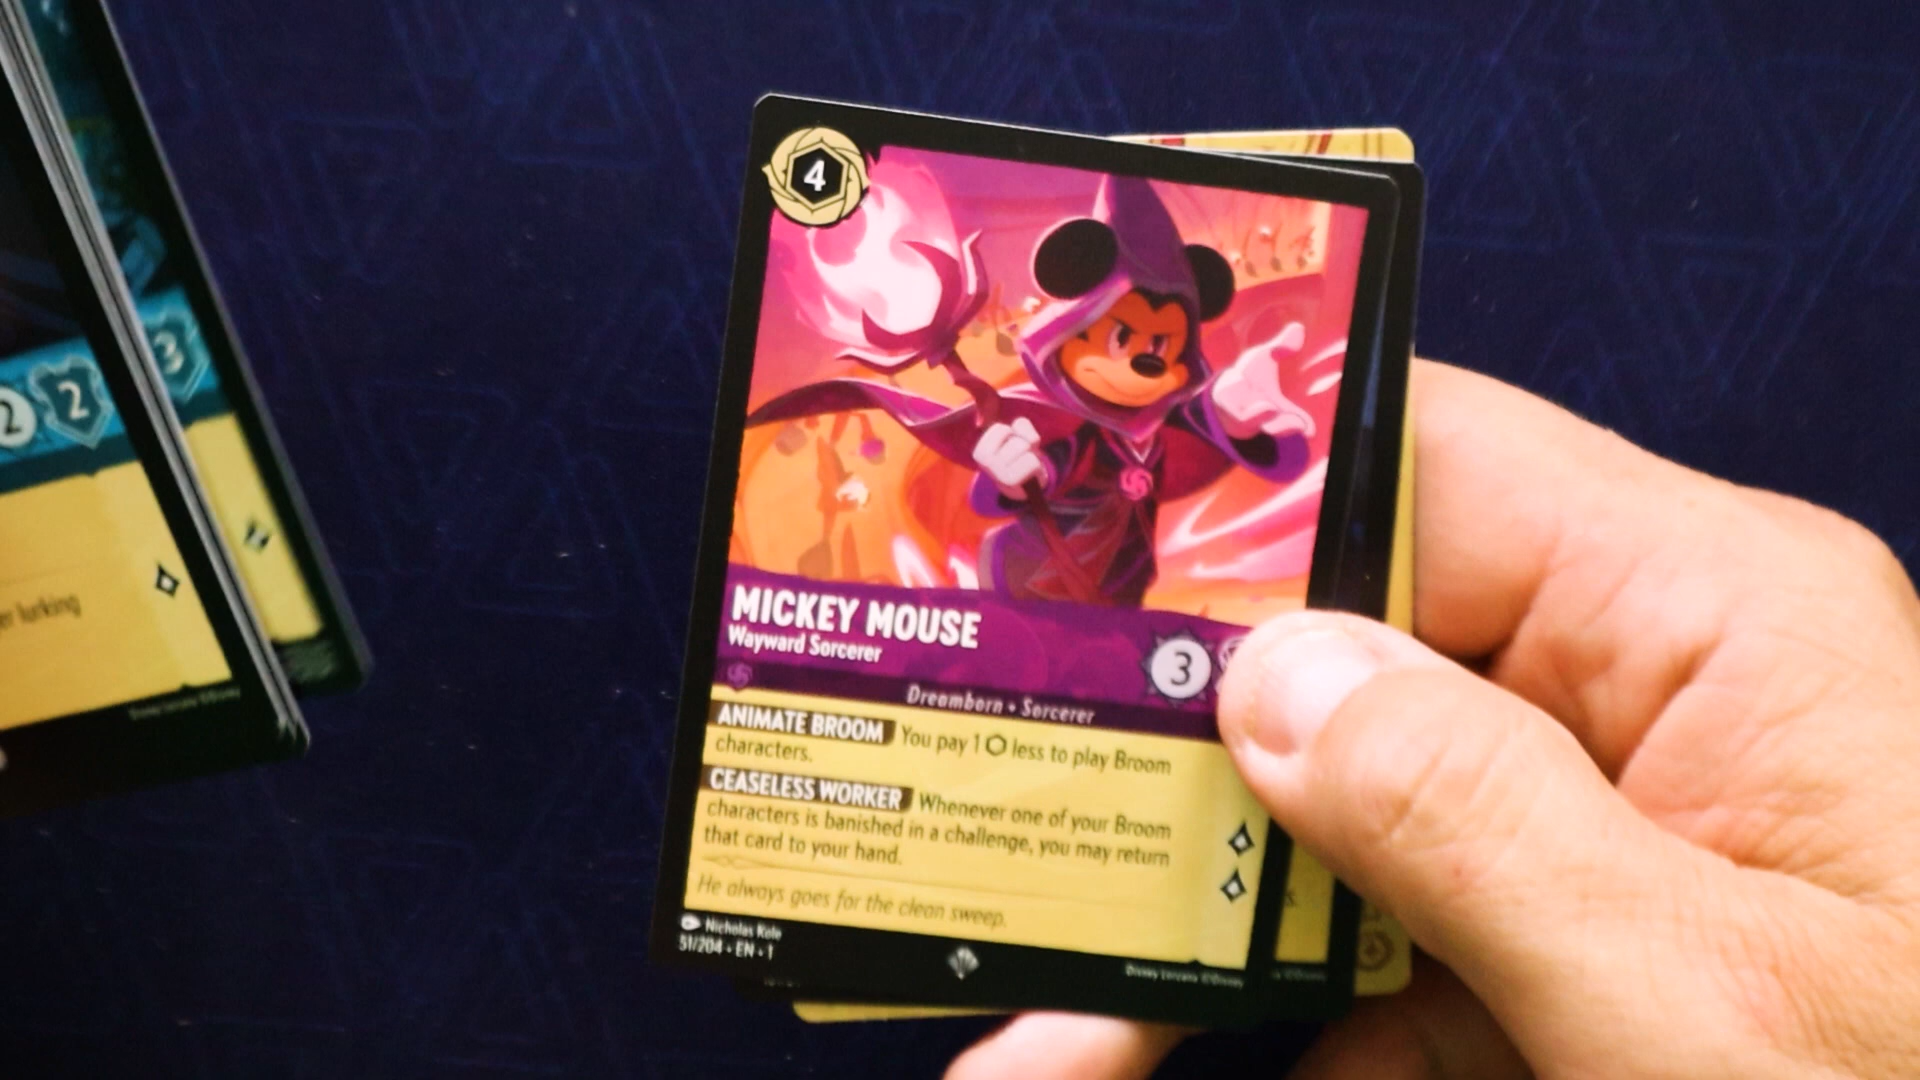 4
MICKEY MOUSE
Wayward Sorcerer
3
Dreamborn • Sorcerer
ANIMATE BROOM You pay 1 ⬡ less to play Broom
characters.
CEASELESS WORKER Whenever one of your Broom
characters is banished in a challenge, you may return
that card to your hand.
He always goes for the clean sweep.
Nicholas Kole
51/204 • EN • 1
Disney Lorcana ©Disney
2
2
3
lurking